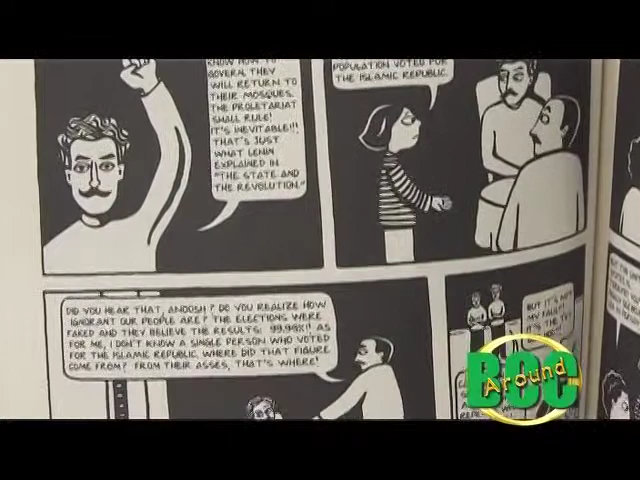 KNOW HOW TO
GOVERN. THEY
WILL RETURN TO
THEIR MOSQUES.
THE PROLETARIAT
SHALL RULE!
IT'S INEVITABLE!!!
THAT'S JUST
WHAT LENIN
EXPLAINED IN
"THE STATE AND
THE REVOLUTION."
POPULATION VOTED FOR
THE ISLAMIC REPUBLIC.
DID YOU HEAR THAT, ANOOSH? DO YOU REALIZE HOW
IGNORANT OUR PEOPLE ARE? THE ELECTIONS WERE
FAKED AND THEY BELIEVE THE RESULTS: 99.99%!! AS
FOR ME, I DON'T KNOW A SINGLE PERSON WHO VOTED
FOR THE ISLAMIC REPUBLIC. WHERE DID THAT FIGURE
COME FROM? FROM THEIR ASSES, THAT'S WHERE!
BUT IT'S NOT
MY FAULT!
IT'S THE TV!
Around
BCC